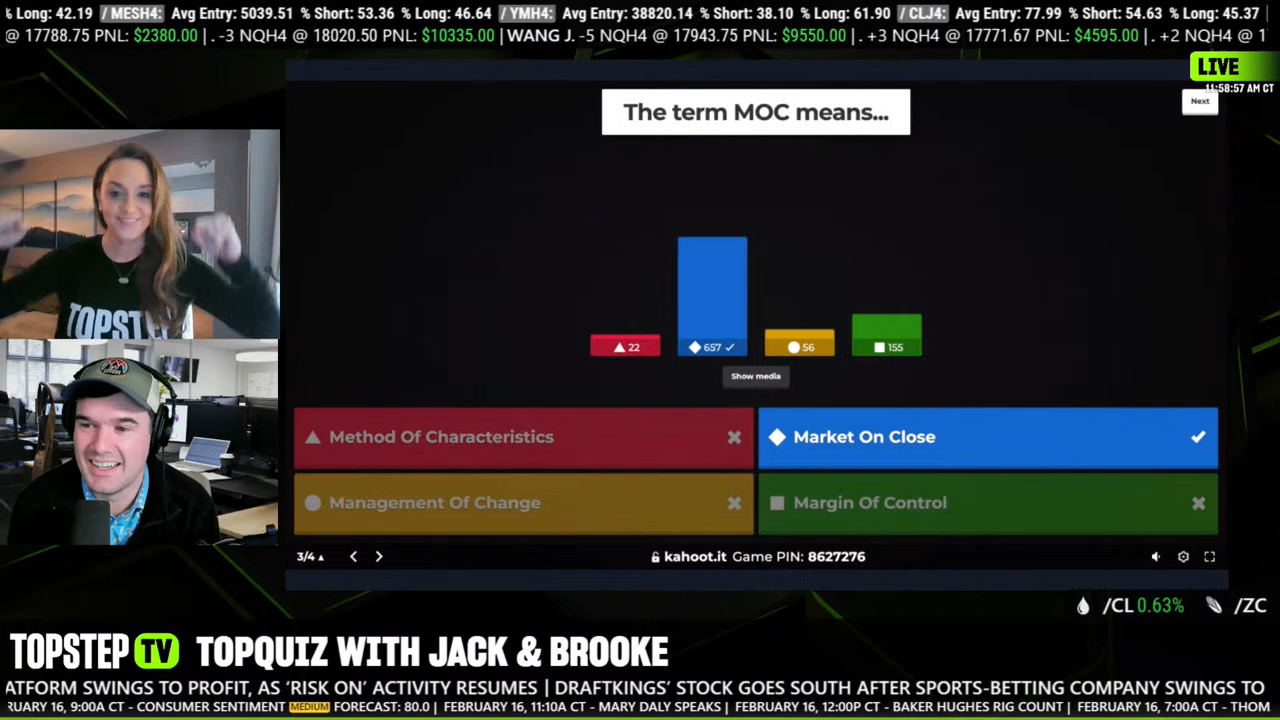 % Long: 42.19 / MESH4: Avg Entry: 5039.51 % Short: 53.36 % Long: 46.64 / YMH4: Avg Entry: 38820.14 % Short: 38.10 % Long: 61.90 / CLJ4: Avg Entry: 77.99 % Short: 54.63 % Long: 45.37
@ 17788.75 PNL: $2380.00 | . -3 NQH4 @ 18020.50 PNL: $10335.00 | WANG J. -5 NQH4 @ 17943.75 PNL: $9550.00 | . +3 NQH4 @ 17771.67 PNL: $4595.00 | . +2 NQH4 @ 1
LIVE
11:58:57 AM CT
Next
The term MOC means...
22
657
56
155
Show media
Method Of Characteristics
Market On Close
Management Of Change
Margin Of Control
3/4
kahoot.it Game PIN: 8627276
TOPSTEP
/CL 0.63% /ZC
TOPSTEP TV TOPQUIZ WITH JACK & BROOKE
ATFORM SWINGS TO PROFIT, AS ‘RISK ON’ ACTIVITY RESUMES | DRAFTKINGS’ STOCK GOES SOUTH AFTER SPORTS-BETTING COMPANY SWINGS TO
RUARY 16, 9:00A CT - CONSUMER SENTIMENT MEDIUM FORECAST: 80.0 | FEBRUARY 16, 11:10A CT - MARY DALY SPEAKS | FEBRUARY 16, 12:00P CT - BAKER HUGHES RIG COUNT | FEBRUARY 16, 7:00A CT - THOM